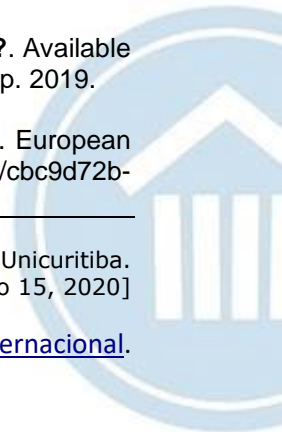 ?. Available
p. 2019.
. European
/cbc9d72b-
Unicuritiba.
o 15, 2020]
ernacional.